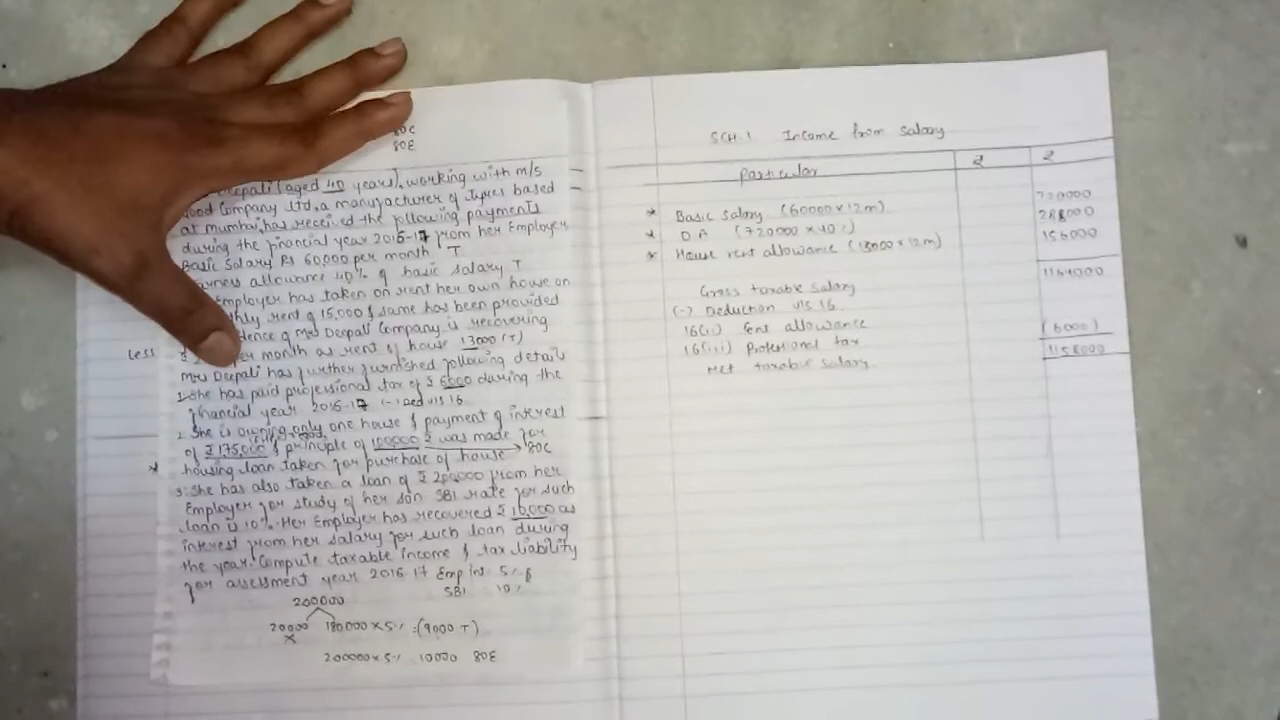 80C
80E
Deepali (aged 40 years), working with m/s
ood Company Ltd, a manufacturer of tyres based
at mumbai, has received the following payments
during the financial year 2016-17 from her Employer
Basic Salary Rs 60,000 per month T
allowance 40% of basic salary T
Employer has taken on rent her own house on
rent of 15,000 & same has been provided
of Mrs Deepali Company is recovering
per month as rent of house 13000 (T)
Less
Mrs Deepali has further furnished following detail
1. She has paid professional tax of ₹ 6000 during the
financial year 2016-17 (-) Ded u/s 16
2. She is owning only one house & payment of interest
of ₹ 175,000 & principle of 100000 ₹ was made for
housing loan taken for purchase of house → 80C
3. She has also taken a loan of ₹ 200000 from her
Employer for study of her son SBI rate for such
loan is 10%. Her Employer has recovered ₹ 10,000 as
interest from her salary for such loan during
the year. Compute taxable income & tax liability
for assessment year 2016-17 Emp int 5%
SBI 10%
200000
20000 180000 x 5% = (9000 T)
x
200000 x 5% 10000 80E
SCH.1. Income from Salary
particular ₹ ₹
* Basic Salary (60000 x 12m) 720000
* D.A (720000 x 40%) 288000
* House rent allowance (13000 x 12m) 156000
1164000
Gross taxable salary
(-) Deduction u/s 16
16(ii) Ent allowance
16(iii) Profesional tax (6000)
Net taxable salary 1158000